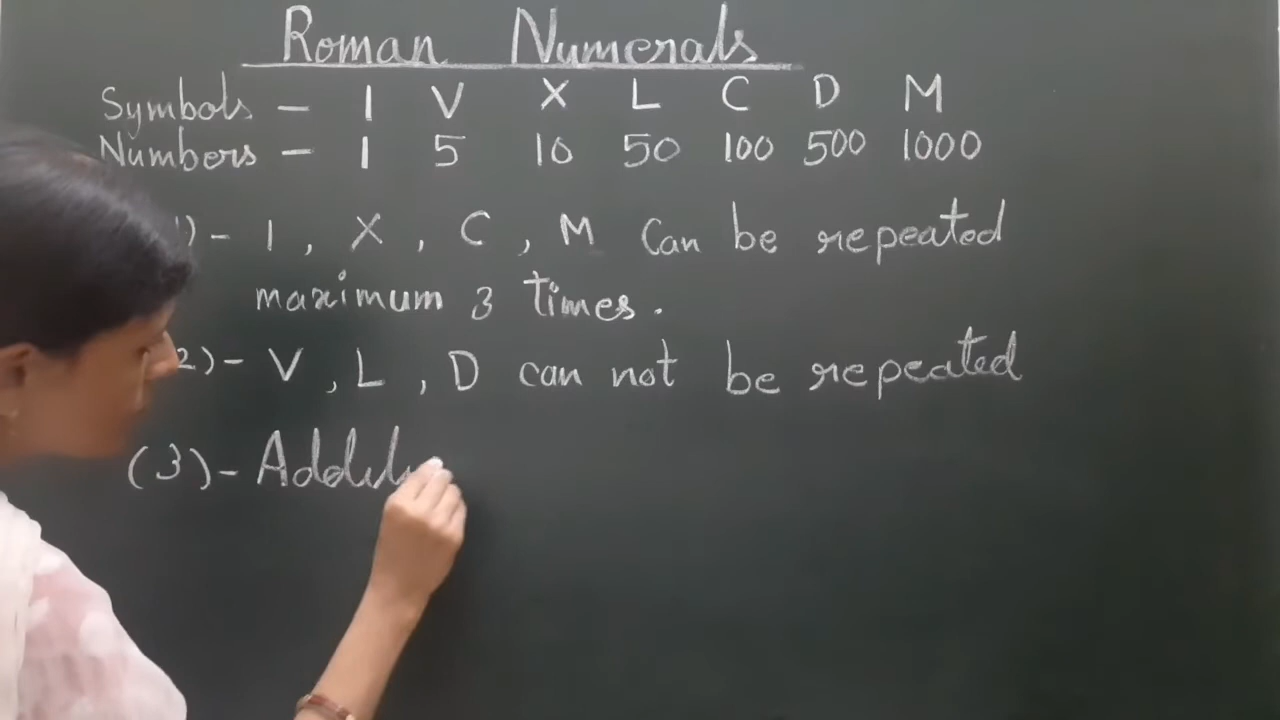 Roman Numerals
Symbols - I V X L C D M
Numbers - 1 5 10 50 100 500 1000
1)- I, X, C, M Can be repeated
maximum 3 times.
2)- V, L, D can not be repeated
(3)-